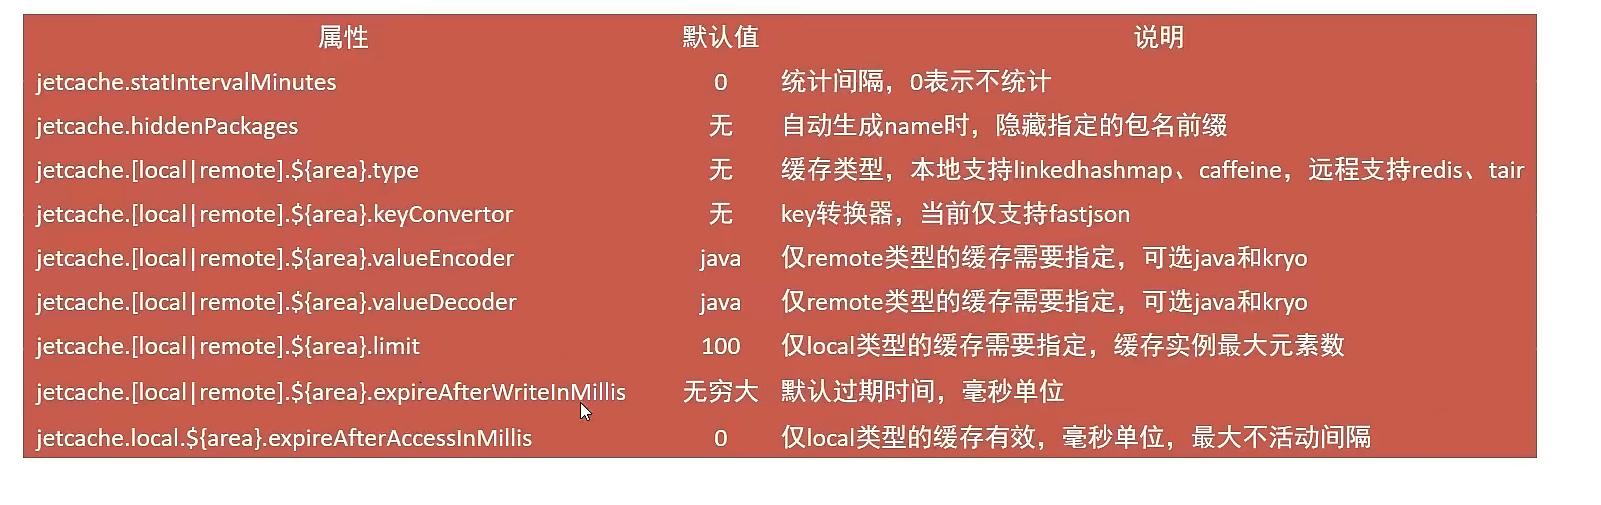 属性 默认值 说明
jetcache.statIntervalMinutes 0 统计间隔，0表示不统计
jetcache.hiddenPackages 无 自动生成name时，隐藏指定的包名前缀
jetcache.[local|remote].${area}.type 无 缓存类型，本地支持linkedhashmap、caffeine，远程支持redis、tair
jetcache.[local|remote].${area}.keyConvertor 无 key转换器，当前仅支持fastjson
jetcache.[local|remote].${area}.valueEncoder java 仅remote类型的缓存需要指定，可选java和kryo
jetcache.[local|remote].${area}.valueDecoder java 仅remote类型的缓存需要指定，可选java和kryo
jetcache.[local|remote].${area}.limit 100 仅local类型的缓存需要指定，缓存实例最大元素数
jetcache.[local|remote].${area}.expireAfterWriteInMillis 无穷大 默认过期时间，毫秒单位
jetcache.local.${area}.expireAfterAccessInMillis 0 仅local类型的缓存有效，毫秒单位，最大不活动间隔